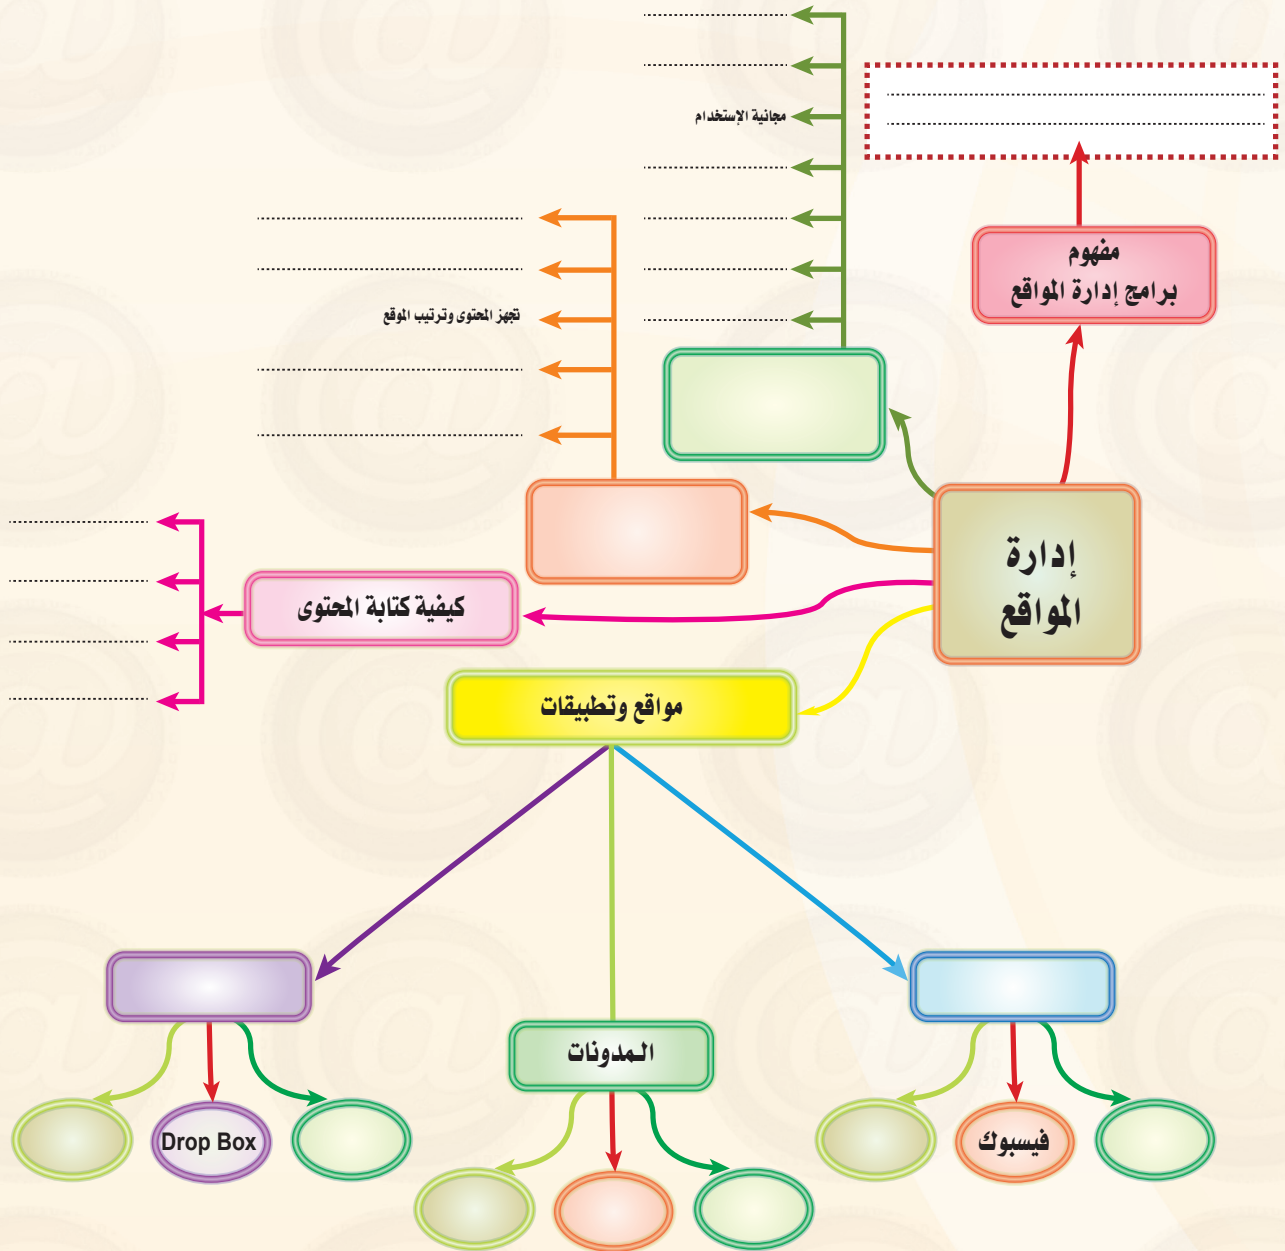 مجانية الإستخدام
مفهوم
برامج إدارة المواقع
تجهز المحتوى وترتيب الموقع
إدارة
المواقع
كيفية كتابة المحتوى
مواقع وتطبيقات
المدونات
فيسبوك
Drop Box